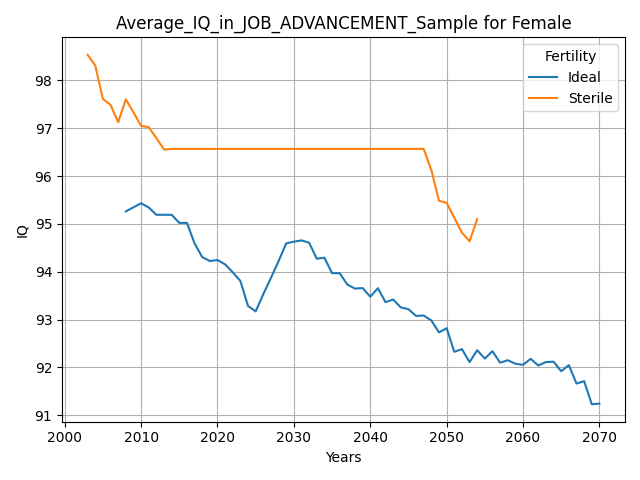 Average_IQ_in_JOB_ADVANCEMENT_Sample for Female
Fertility
Ideal
Sterile
98
97
96
95
94
93
92
91
IQ
2000 2010 2020 2030 2040 2050 2060 2070
Years